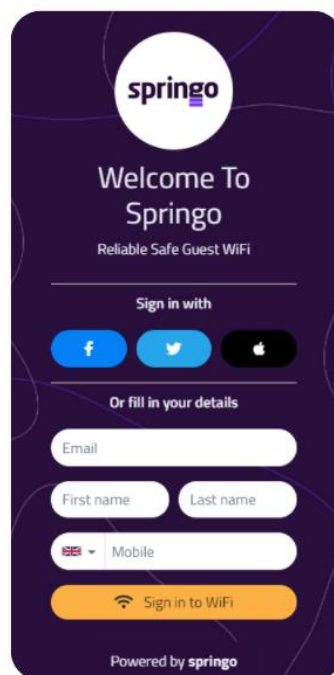 springo
Welcome To
Springo
Reliable Safe Guest WiFi
Sign in with
Or fill in your details
Email
First name Last name
Mobile
Sign in to WiFi
Powered by springo